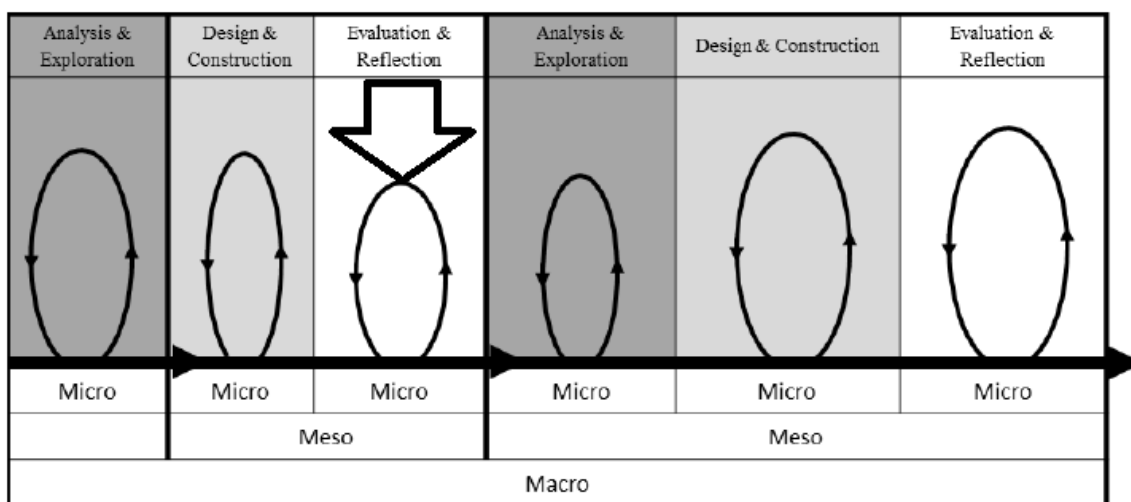 Analysis &
Exploration
Design &
Construction
Evaluation &
Reflection
Analysis &
Exploration
Design & Construction
Evaluation &
Reflection
Micro
Micro
Micro
Micro
Micro
Micro
Meso
Meso
Macro